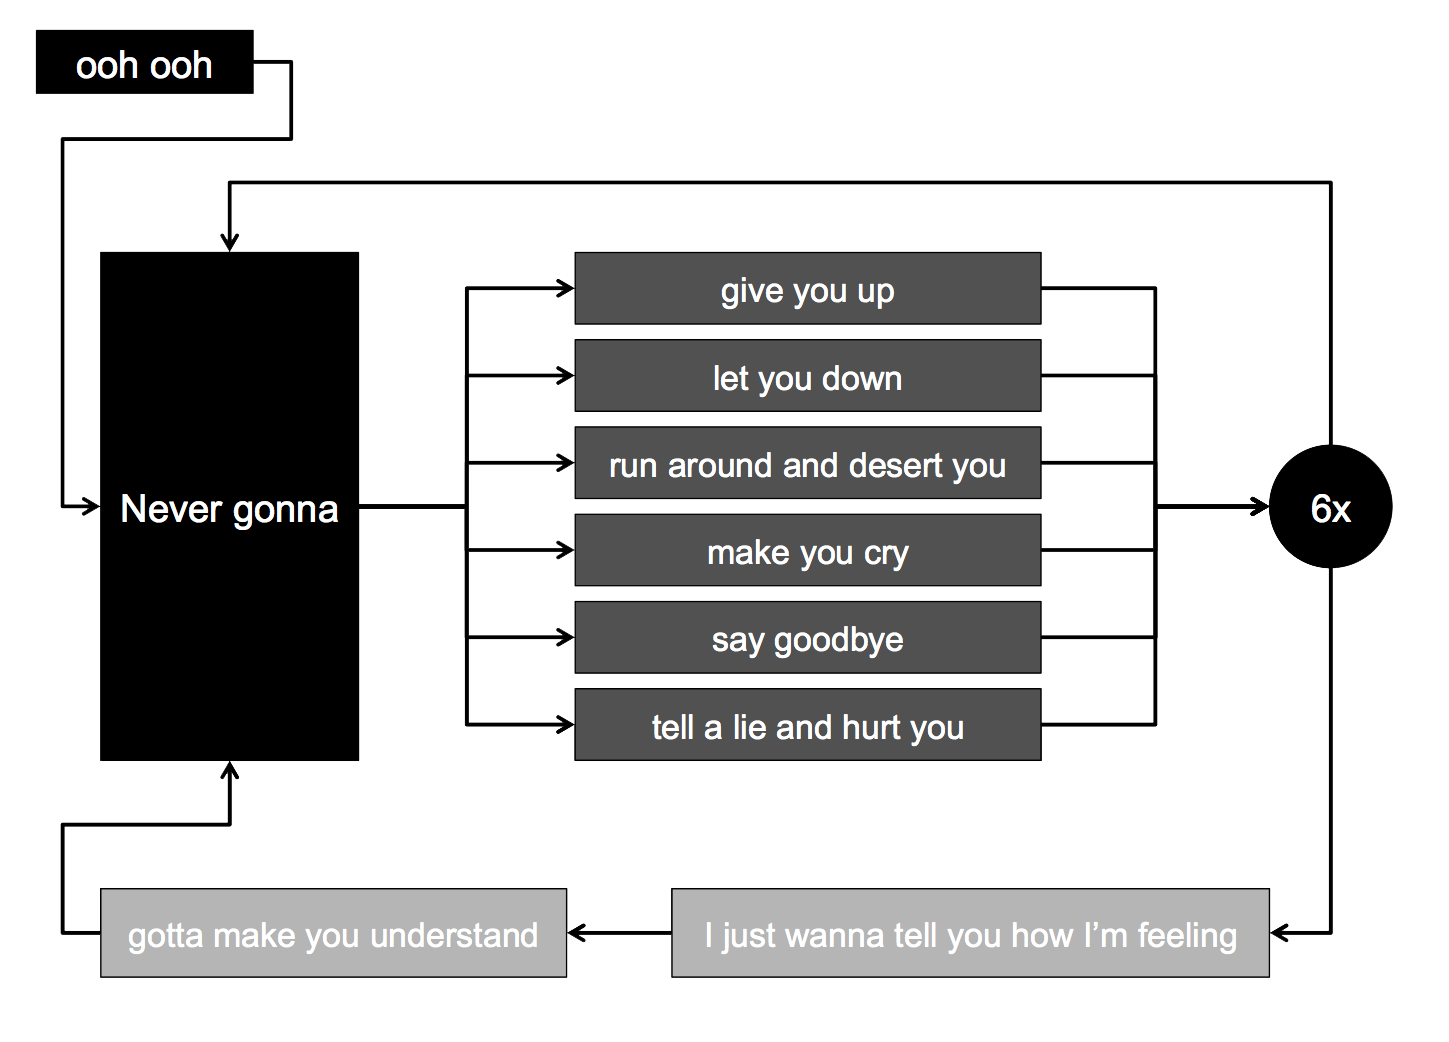 ooh ooh
Never gonna
give you up
let you down
run around and desert you
make you cry
say goodbye
tell a lie and hurt you
6x
gotta make you understand
I just wanna tell you how I’m feeling